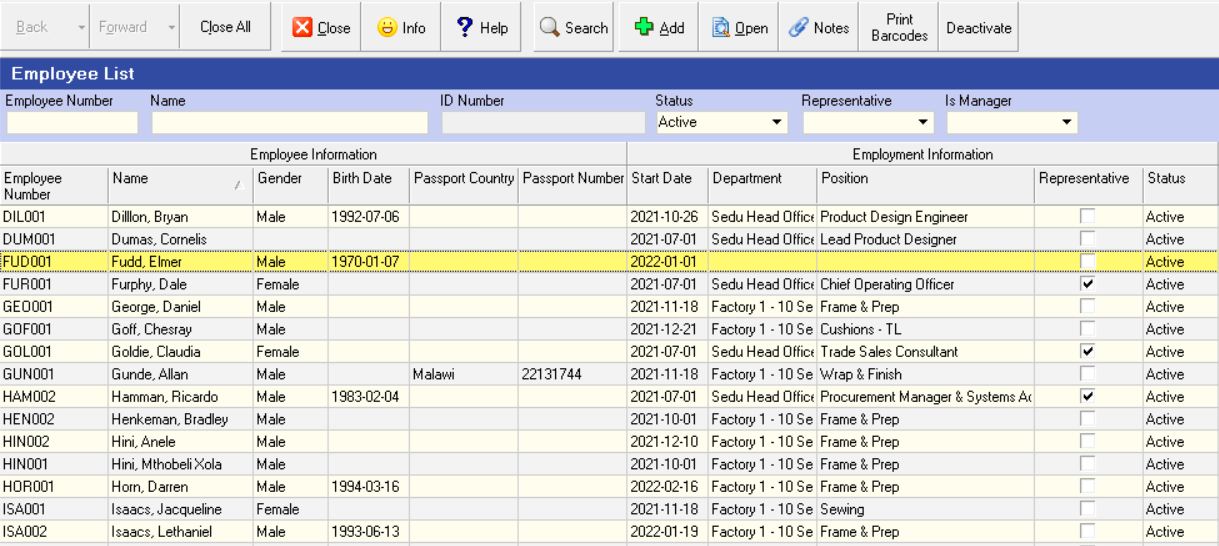 Back Forward Close All Close Info Help Search Add Open Notes Print Barcodes Deactivate
Employee List
Employee Number Name ID Number Status Representative Is Manager
Active
Employee Information Employment Information
Employee Number Name Gender Birth Date Passport Country Passport Number Start Date Department Position Representative Status
DIL001 Dilllon, Bryan Male 1992-07-06 2021-10-26 Sedu Head Office Product Design Engineer Active
DUM001 Dumas, Cornelis 2021-07-01 Sedu Head Office Lead Product Designer Active
FUD001 Fudd, Elmer Male 1970-01-07 2022-01-01 Active
FUR001 Furphy, Dale Female 2021-07-01 Sedu Head Office Chief Operating Officer Active
GEO001 George, Daniel Male 2021-11-18 Factory 1 - 10 Se Frame & Prep Active
GOF001 Goff, Chesray Male 2021-12-21 Factory 1 - 10 Se Cushions - TL Active
GOL001 Goldie, Claudia Female 2021-07-01 Sedu Head Office Trade Sales Consultant Active
GUN001 Gunde, Allan Male Malawi 22131744 2021-11-18 Factory 1 - 10 Se Wrap & Finish Active
HAM002 Hamman, Ricardo Male 1983-02-04 2021-07-01 Sedu Head Office Procurement Manager & Systems Ac Active
HEN002 Henkeman, Bradley Male 2021-10-01 Factory 1 - 10 Se Frame & Prep Active
HIN002 Hini, Anele Male 2021-12-10 Factory 1 - 10 Se Frame & Prep Active
HIN001 Hini, Mthobeli Xola Male 2021-10-01 Factory 1 - 10 Se Frame & Prep Active
HOR001 Horn, Darren Male 1994-03-16 2022-02-16 Factory 1 - 10 Se Frame & Prep Active
ISA001 Isaacs, Jacqueline Female 2021-11-18 Factory 1 - 10 Se Sewing Active
ISA002 Isaacs, Lethaniel Male 1993-06-13 2022-01-19 Factory 1 - 10 Se Frame & Prep Active